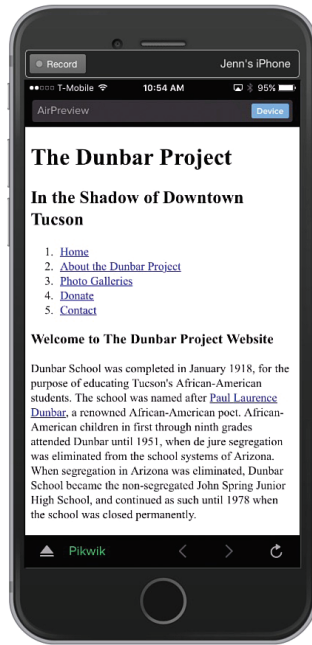 Record Jenn's iPhone
T-Mobile 10:54 AM 95%
AirPreview Device
The Dunbar Project
In the Shadow of Downtown
Tucson
1. Home
2. About the Dunbar Project
3. Photo Galleries
4. Donate
5. Contact
Welcome to The Dunbar Project Website
Dunbar School was completed in January 1918, for the
purpose of educating Tucson's African-American
students. The school was named after Paul Laurence
Dunbar, a renowned African-American poet. African-
American children in first through ninth grades
attended Dunbar until 1951, when de jure segregation
was eliminated from the school systems of Arizona.
When segregation in Arizona was eliminated, Dunbar
School became the non-segregated John Spring Junior
High School, and continued as such until 1978 when
the school was closed permanently.
Pikwik